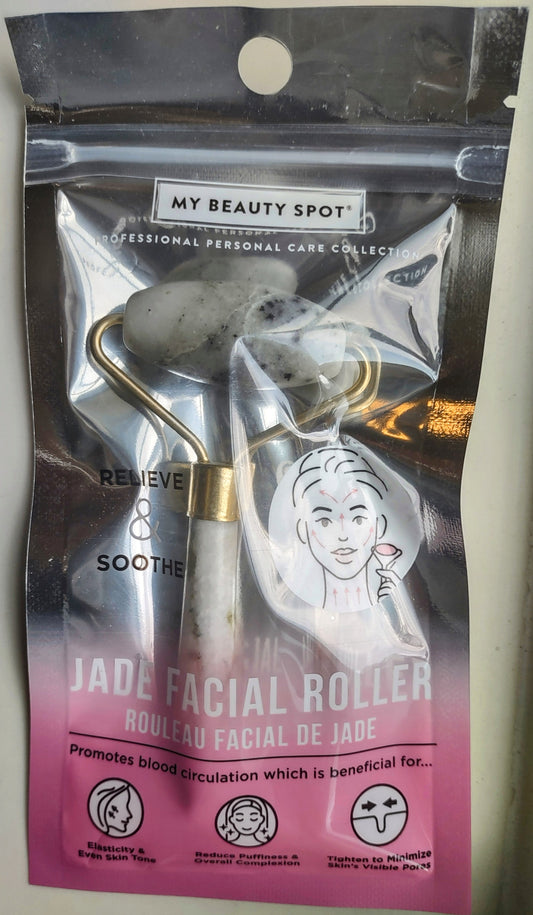 MY BEAUTY SPOT®
PROFESSIONAL PERSONAL CARE COLLECTION
RELIEVE
&
SOOTHE
JADE FACIAL ROLLER
ROULEAU FACIAL DE JADE
Promotes blood circulation which is beneficial for...
Elasticity &
Even Skin Tone
Reduce Puffiness &
Overall Complexion
Tighten to Minimize
Skin's Visible Pores